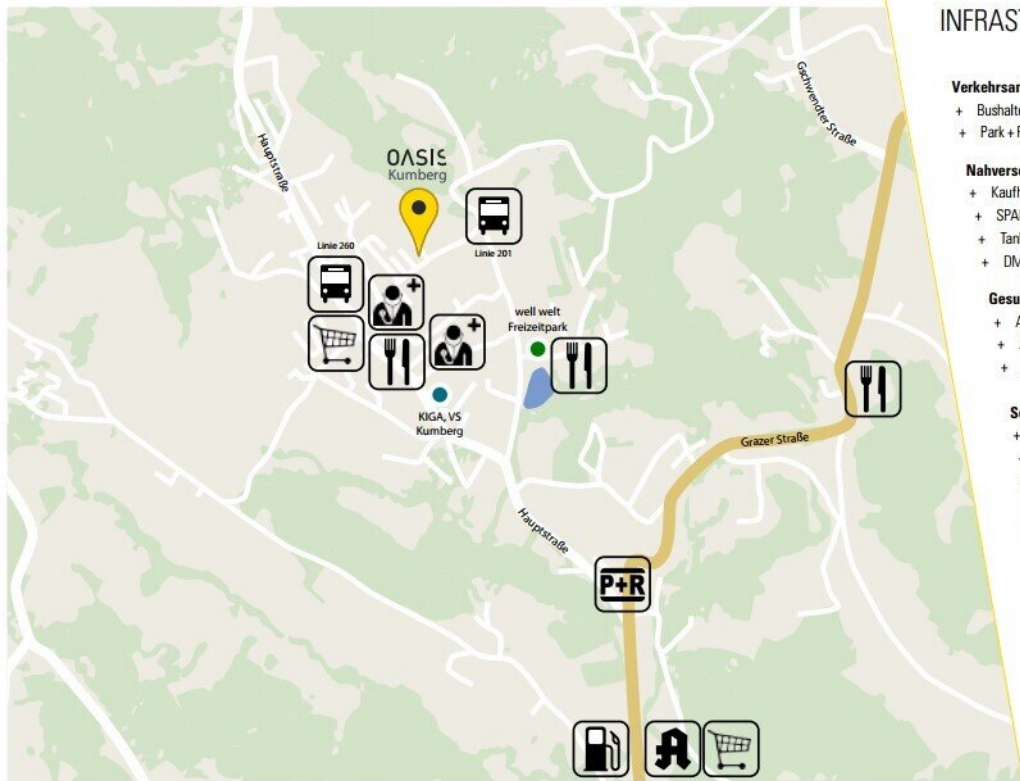 Gschwendter Straße
Hauptstraße
OASIS
Kumberg
Linie 260
Linie 201
well welt
Freizeitpark
KIGA, VS
Kumberg
Grazer Straße
Hauptstraße
P+R
A
INFRAST
Verkehrsan
+ Bushalte
+ Park + R
Nahverso
+ Kaufh
+ SPA
+ Tan
+ DM
Gesu
+ A
+
+
S
+